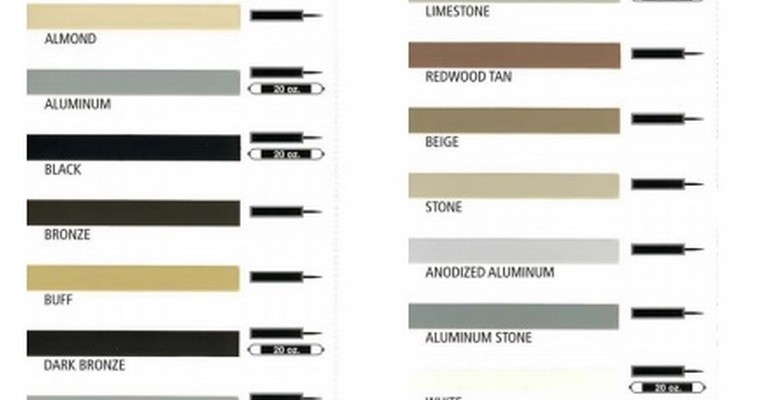 ALMOND
ALUMINUM
20 oz.
BLACK
20 oz.
BRONZE
BUFF
DARK BRONZE
20 oz.
LIMESTONE
REDWOOD TAN
BEIGE
STONE
ANODIZED ALUMINUM
ALUMINUM STONE
WHITE
20 oz.